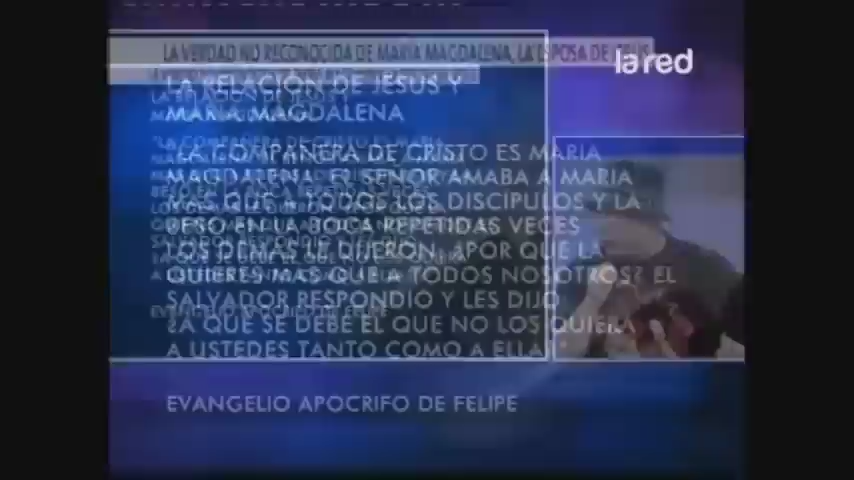 LA VERDAD NO RECONOCIDA DE MARIA MAGDALENA, LA ESPOSA DE JESUS
la red
LA RELACION DE JESUS Y
MARIA MAGDALENA
"LA COMPAÑERA DE CRISTO ES MARIA
MAGDALENA. EL SEÑOR AMABA A MARIA
MAS QUE A TODOS LOS DISCIPULOS Y LA
BESO EN LA BOCA REPETIDAS VECES
LOS DEMAS LE DIJERON: ¿POR QUE LA
QUIERES MAS QUE A TODOS NOSOTROS? EL
SALVADOR RESPONDIO Y LES DIJO
¿A QUE SE DEBE EL QUE NO LOS QUIERA
A USTEDES TANTO COMO A ELLA?"
EVANGELIO APOCRIFO DE FELIPE